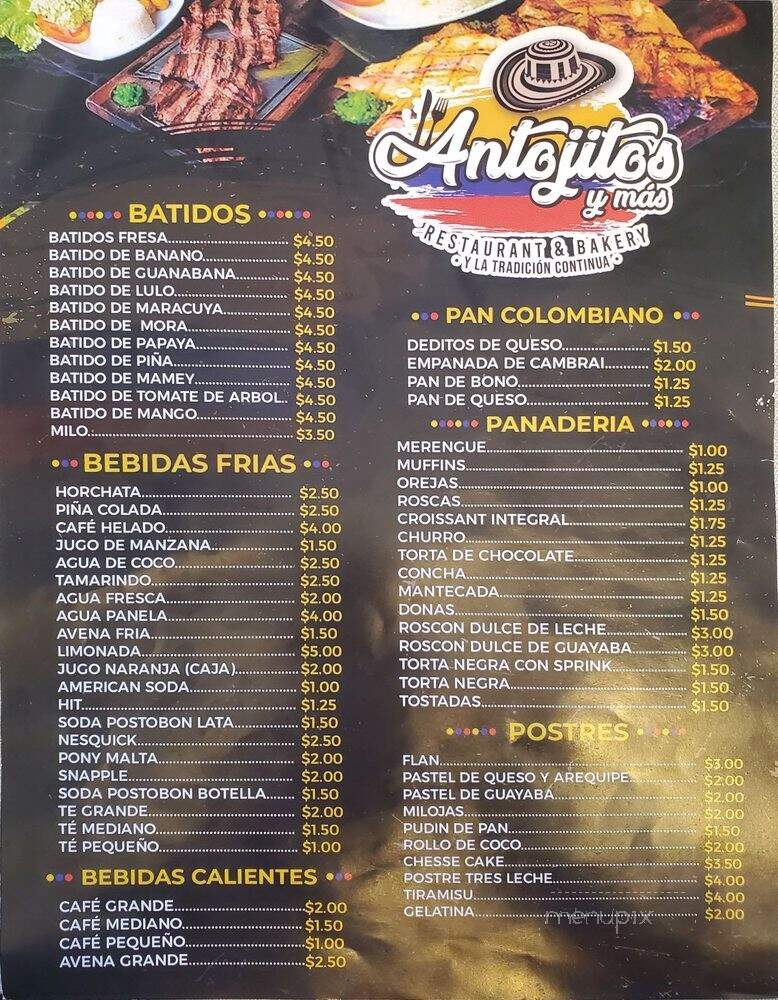 Antojitos
y más
RESTAURANT & BAKERY
Y LA TRADICIÓN CONTINUA
BATIDOS
BATIDOS FRESA $4.50
BATIDO DE BANANO $4.50
BATIDO DE GUANABANA $4.50
BATIDO DE LULO $4.50
BATIDO DE MARACUYA $4.50
BATIDO DE MORA $4.50
BATIDO DE PAPAYA $4.50
BATIDO DE PIÑA $4.50
BATIDO DE MAMEY $4.50
BATIDO DE TOMATE DE ARBOL $4.50
BATIDO DE MANGO $4.50
MILO $3.50
BEBIDAS FRIAS
HORCHATA $2.50
PIÑA COLADA $2.50
CAFÉ HELADO $4.00
JUGO DE MANZANA $1.50
AGUA DE COCO $2.50
TAMARINDO $2.50
AGUA FRESCA $2.00
AGUA PANELA $4.00
AVENA FRIA $1.50
LIMONADA $5.00
JUGO NARANJA (CAJA) $2.00
AMERICAN SODA $1.00
HIT $1.25
SODA POSTOBON LATA $1.50
NESQUICK $2.50
PONY MALTA $2.00
SNAPPLE $2.00
SODA POSTOBON BOTELLA $1.50
TE GRANDE $2.00
TÉ MEDIANO $1.50
TÉ PEQUEÑO $1.00
BEBIDAS CALIENTES
CAFÉ GRANDE $2.00
CAFÉ MEDIANO $1.50
CAFÉ PEQUEÑO $1.00
AVENA GRANDE $2.50
PAN COLOMBIANO
DEDITOS DE QUESO $1.50
EMPANADA DE CAMBRAI $2.00
PAN DE BONO $1.25
PAN DE QUESO $1.25
PANADERIA
MERENGUE $1.00
MUFFINS $1.25
OREJAS $1.00
ROSCAS $1.25
CROISSANT INTEGRAL $1.75
CHURRO $1.25
TORTA DE CHOCOLATE $1.25
CONCHA $1.25
MANTECADA $1.25
DONAS $1.50
ROSCON DULCE DE LECHE $3.00
ROSCON DULCE DE GUAYABA $3.00
TORTA NEGRA CON SPRINK $1.50
TORTA NEGRA $1.50
TOSTADAS $1.50
POSTRES
FLAN $3.00
PASTEL DE QUESO Y AREQUIPE $2.00
PASTEL DE GUAYABA $2.00
MILOJAS $2.00
PUDIN DE PAN $1.50
ROLLO DE COCO $2.00
CHESSE CAKE $3.50
POSTRE TRES LECHE $4.00
TIRAMISU $4.00
GELATINA $2.00
menupix